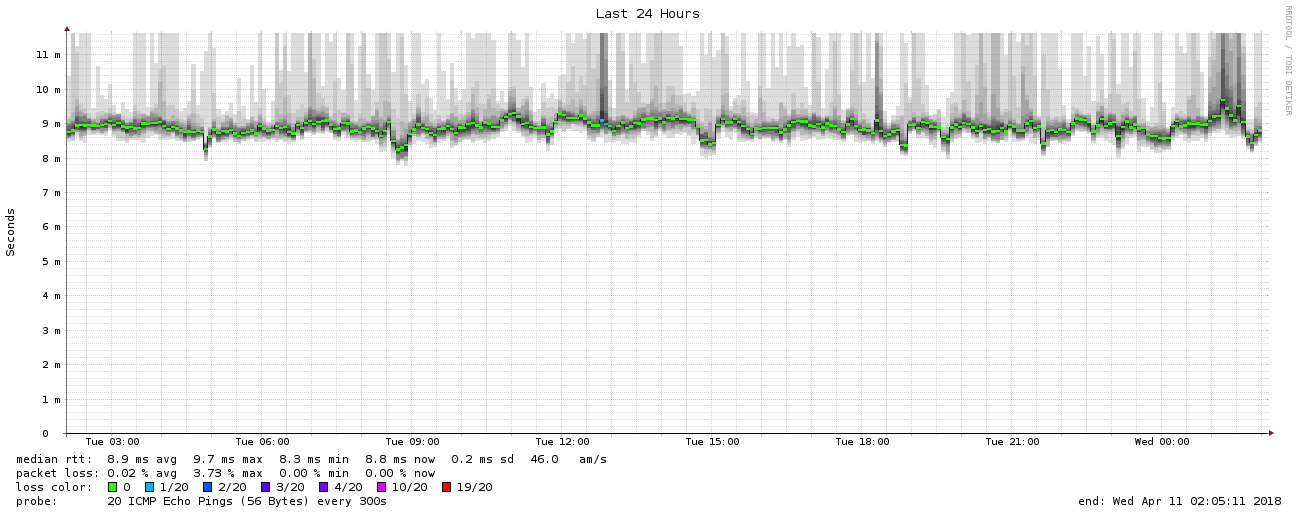 Last 24 Hours
RRDTOOL / TOBI OETIKER
Seconds
11 m
10 m
9 m
8 m
7 m
6 m
5 m
4 m
3 m
2 m
1 m
0
Tue 03:00 Tue 06:00 Tue 09:00 Tue 12:00 Tue 15:00 Tue 18:00 Tue 21:00 Wed 00:00
median rtt: 8.9 ms avg 9.7 ms max 8.3 ms min 8.8 ms now 0.2 ms sd 46.0 am/s
packet loss: 0.02 % avg 3.73 % max 0.00 % min 0.00 % now
loss color: 0 1/20 2/20 3/20 4/20 10/20 19/20
probe: 20 ICMP Echo Pings (56 Bytes) every 300s end: Wed Apr 11 02:05:11 2018